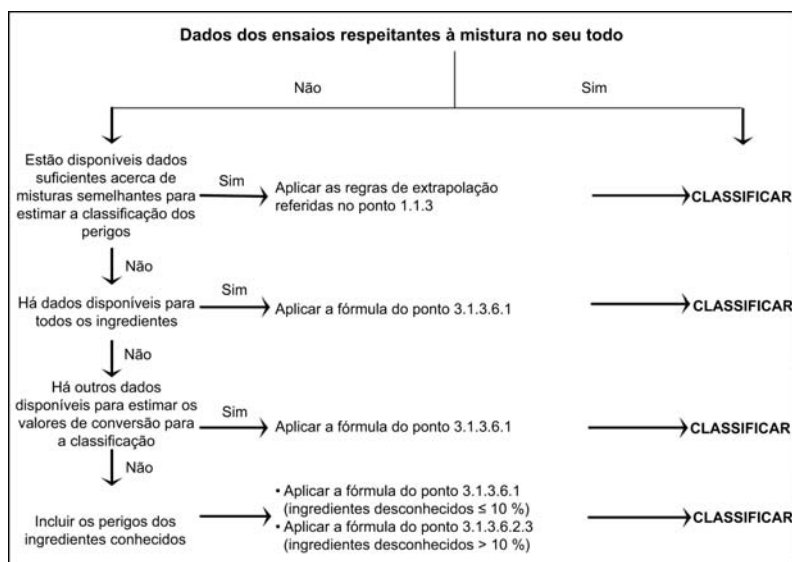 Dados dos ensaios respeitantes à mistura no seu todo
Não
Sim
Estão disponíveis dados
suficientes acerca de
misturas semelhantes para
estimar a classificação dos
perigos
Sim
Aplicar as regras de extrapolação
referidas no ponto 1.1.3
CLASSIFICAR
Não
Há dados disponíveis para
todos os ingredientes
Sim
Aplicar a fórmula do ponto 3.1.3.6.1
CLASSIFICAR
Não
Há outros dados
disponíveis para estimar os
valores de conversão para
a classificação
Sim
Aplicar a fórmula do ponto 3.1.3.6.1
CLASSIFICAR
Não
Incluir os perigos dos
ingredientes conhecidos
• Aplicar a fórmula do ponto 3.1.3.6.1
(ingredientes desconhecidos ≤ 10 %)
• Aplicar a fórmula do ponto 3.1.3.6.2.3
(ingredientes desconhecidos > 10 %)
CLASSIFICAR